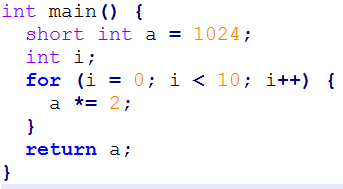 int main() {
  short int a = 1024;
  int i;
  for (i = 0; i < 10; i++) {
    a *= 2;
  }
  return a;
}